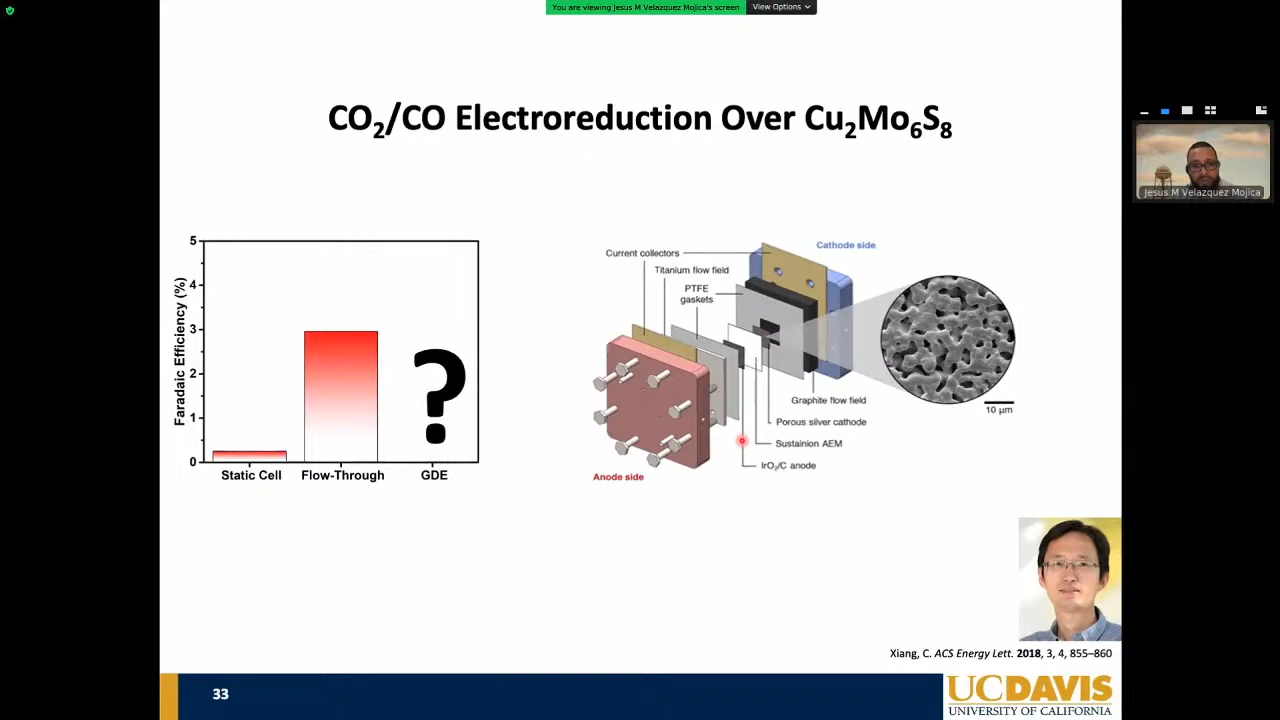 You are viewing Jesus M Velazquez Mojica's screen
View Options
CO2/CO Electroreduction Over Cu2Mo6S8
Jesus M Velazquez Mojica
Faradaic Efficiency (%)
5
4
3
2
1
0
Static Cell
Flow-Through
GDE
?
Current collectors
Titanium flow field
PTFE
gaskets
Cathode side
Graphite flow field
10 μm
Porous silver cathode
Sustainion AEM
IrO2/C anode
Anode side
Xiang, C. ACS Energy Lett. 2018, 3, 4, 855–860
33
UCDAVIS
UNIVERSITY OF CALIFORNIA